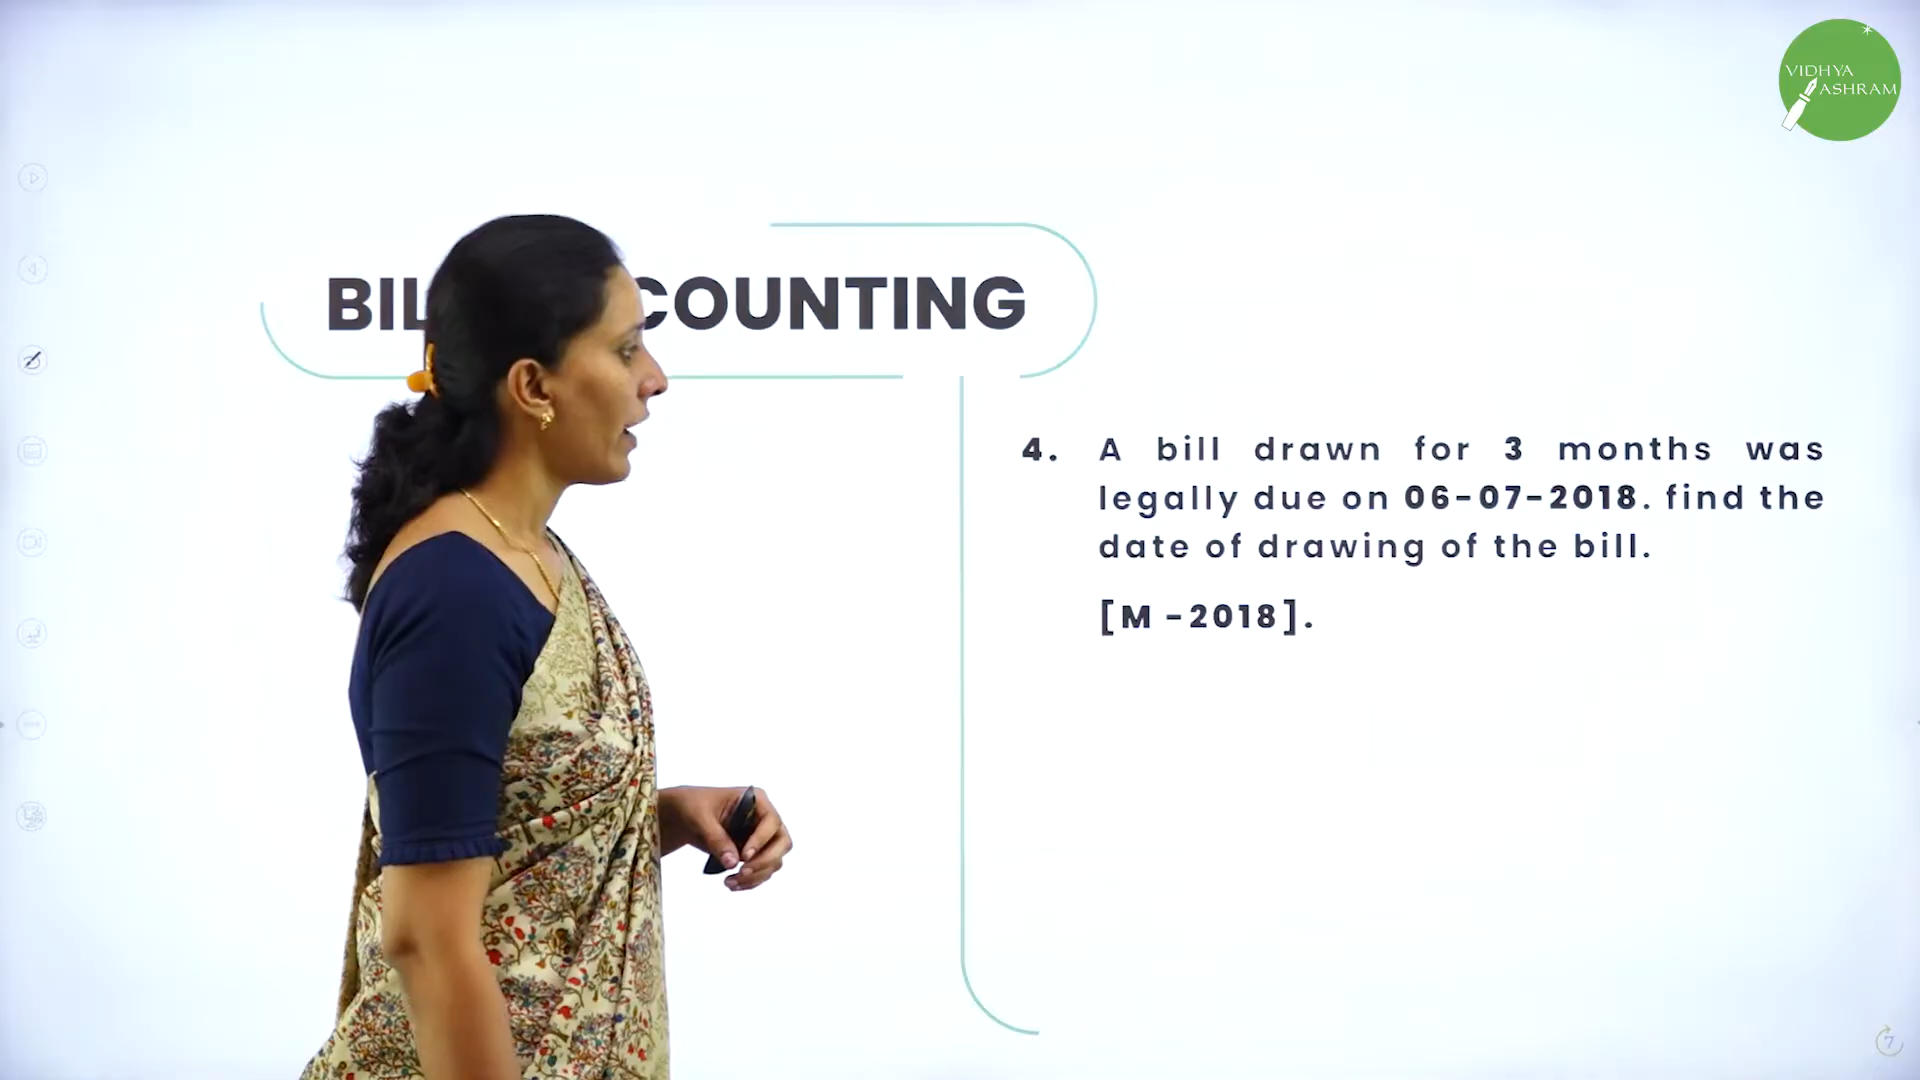 VIDHYA
ASHRAM
BIL COUNTING
4. A bill drawn for 3 months was
legally due on 06-07-2018. find the
date of drawing of the bill.
[M -2018].
7